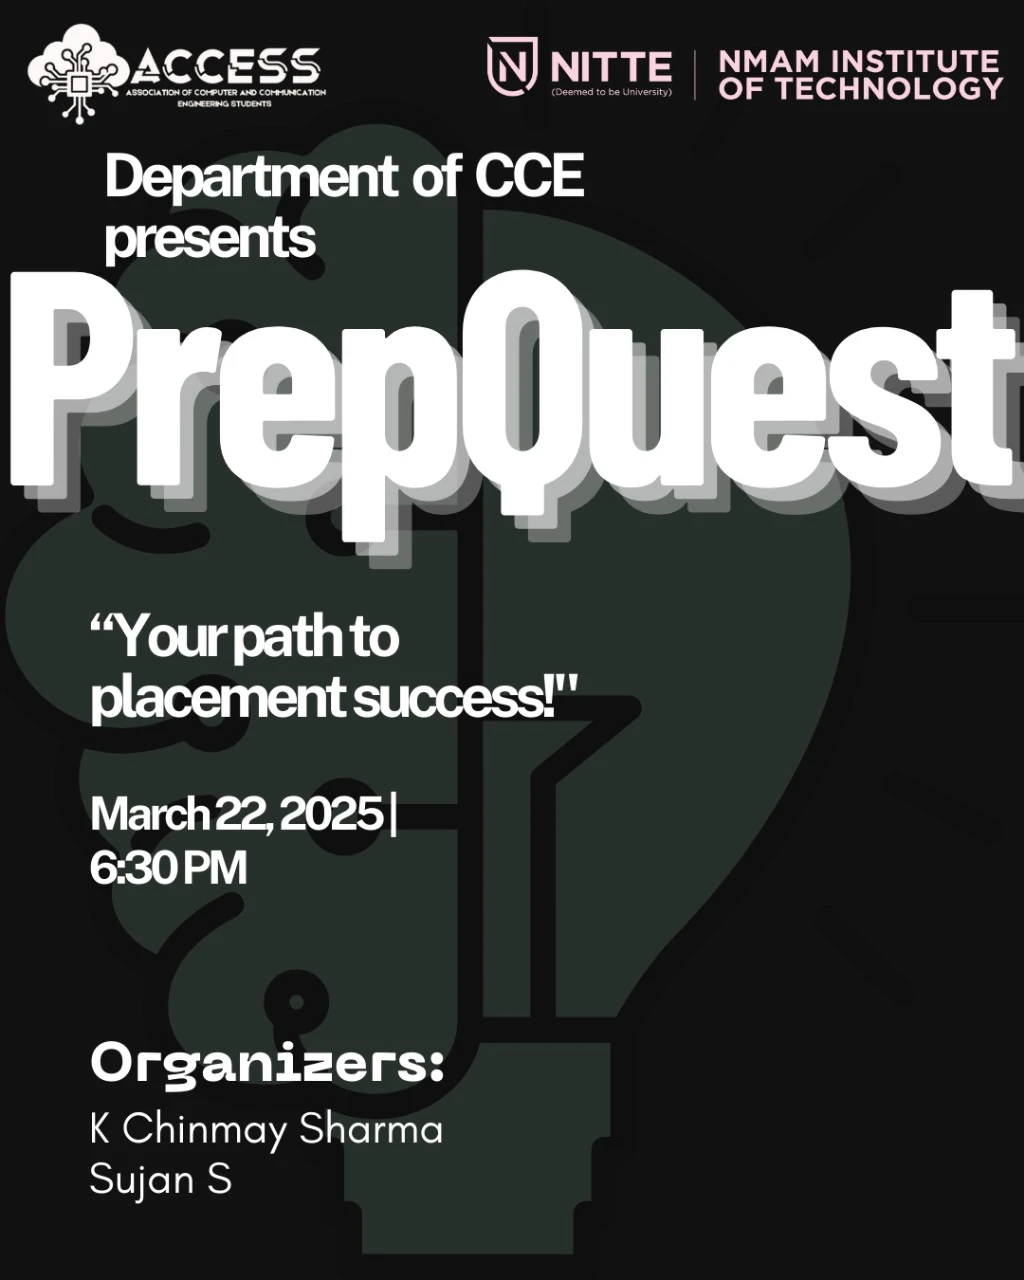 ACCESS
ASSOCIATION OF COMPUTER AND COMMUNICATION
ENGINEERING STUDENTS
N NITTE
(Deemed to be University)
NMAM INSTITUTE
OF TECHNOLOGY
Department of CCE
presents
PrepQuest
“Your path to
placement success!"
March 22, 2025 |
6:30 PM
Organizers:
K Chinmay Sharma
Sujan S